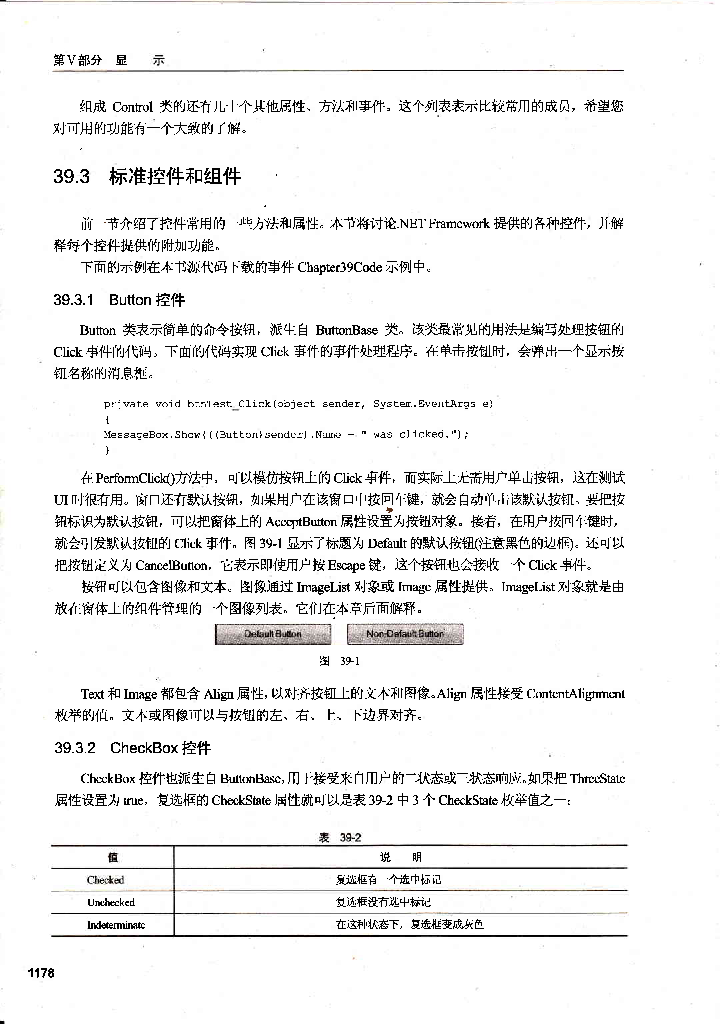 第V部分 显 示
组成 Control 类的还有几十个其他属性、方法和事件。这个列表表示比较常用的成员，希望您
对可用的功能有一个大致的了解。
39.3 标准控件和组件
前一节介绍了控件常用的一些方法和属性。本节将讨论.NET Framework 提供的各种控件，并解
释每个控件提供的附加功能。
下面的示例在本书源代码下载的事件 Chapter39Code 示例中。
39.3.1 Button 控件
Button 类表示简单的命令按钮，派生自 ButtonBase 类。该类最常见的用法是编写处理按钮的
Click 事件的代码。下面的代码实现 Click 事件的事件处理程序。在单击按钮时，会弹出一个显示按
钮名称的消息框。
private void btnTest_Click(object sender, System.EventArgs e)
{
MessageBox.Show(((Button)sender).Name + " was clicked.");
}
在 PerformClick()方法中，可以模仿按钮上的 Click 事件，而实际上无需用户单击按钮，这在测试
UI 时很有用。窗口还有默认按钮，如果用户在该窗口中按回车键，就会自动单击该默认按钮。要把按
钮标识为默认按钮，可以把窗体上的 AcceptButton 属性设置为按钮对象。接着，在用户按回车键时，
就会引发默认按钮的 Click 事件。图 39-1 显示了标题为 Default 的默认按钮(注意黑色的边框)。还可以
把按钮定义为 CancelButton，它表示即使用户按 Escape 键，这个按钮也会接收一个 Click 事件。
按钮可以包含图像和文本。图像通过 ImageList 对象或 Image 属性提供。ImageList 对象就是由
放在窗体上的组件管理的一个图像列表。它们在本章后面解释。
Default Button Non-Default Button
图 39-1
Text 和 Image 都包含 Align 属性，以对齐按钮上的文本和图像。Align 属性接受 ContentAlignment
枚举的值。文本或图像可以与按钮的左、右、上、下边界对齐。
39.3.2 CheckBox 控件
CheckBox 控件也派生自 ButtonBase，用于接受来自用户的二状态或三状态响应。如果把 ThreeState
属性设置为 true，复选框的 CheckState 属性就可以是表 39-2 中 3 个 CheckState 枚举值之一：
表 39-2
值 说 明
Checked 复选框有一个选中标记
Unchecked 复选框没有选中标记
Indeterminate 在这种状态下，复选框变成灰色
1178